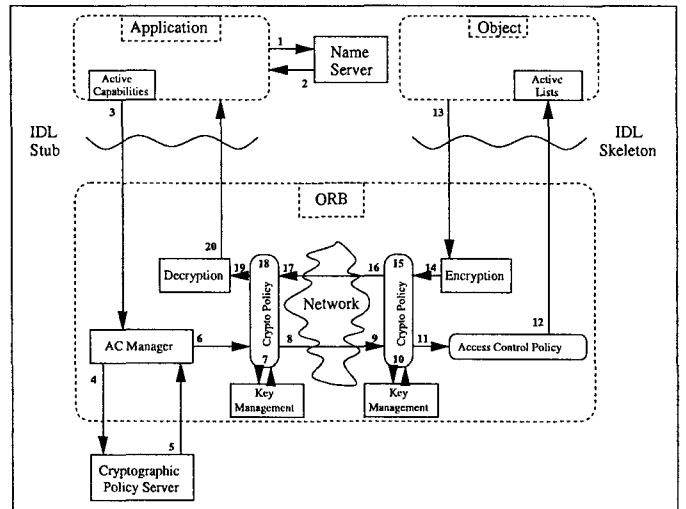 Application
Object
1
Name
Server
2
Active
Capabilities
Active
Lists
3
13
IDL
Stub
IDL
Skeleton
ORB
20
Decryption
19
18
17
16
15
14
Encryption
Crypto Policy
Network
Crypto Policy
12
AC Manager
6
7
8
9
10
11
Access Control Policy
4
5
Key
Management
Key
Management
Cryptographic
Policy Server